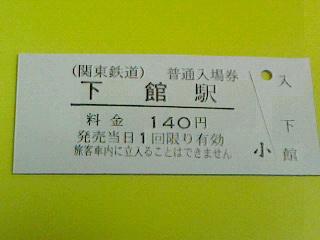 (関東鉄道) 普通入場券
下館駅
料金 140円
発売当日1回限り有効
旅客車内に立入ることはできません
入
下
小 館